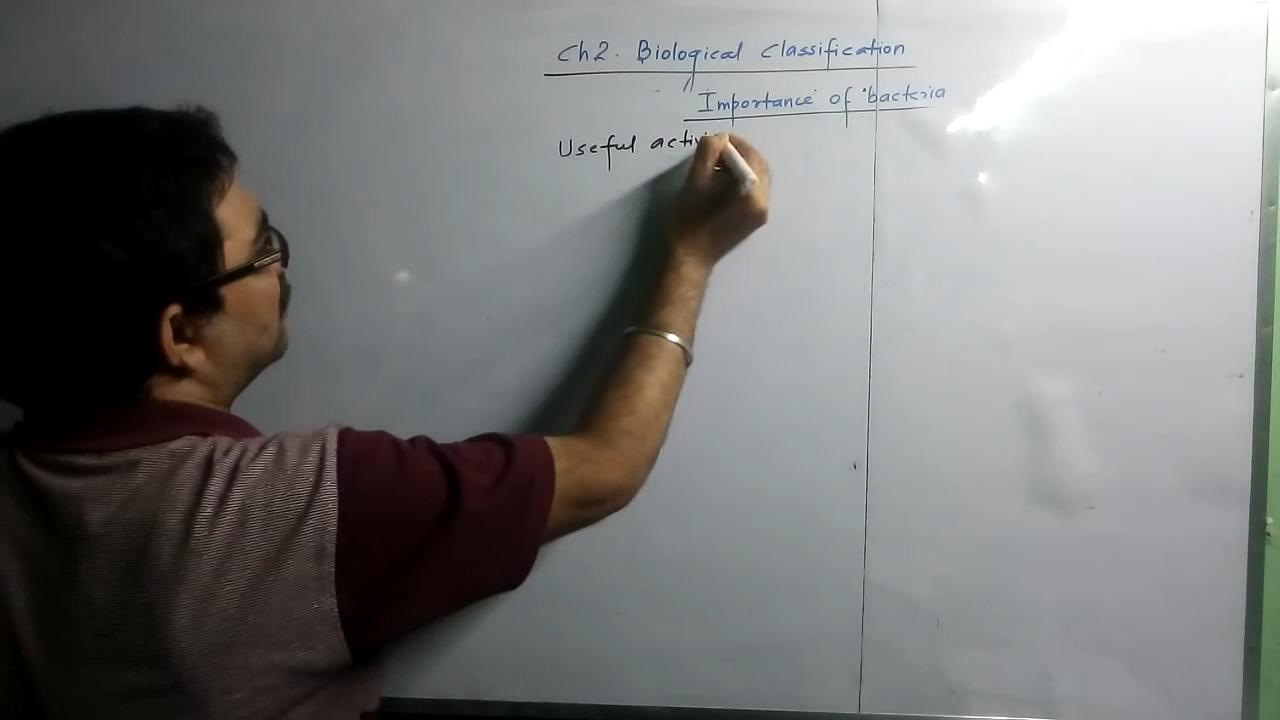 Ch2. Biological Classification
Importance of bacteria
Useful activi